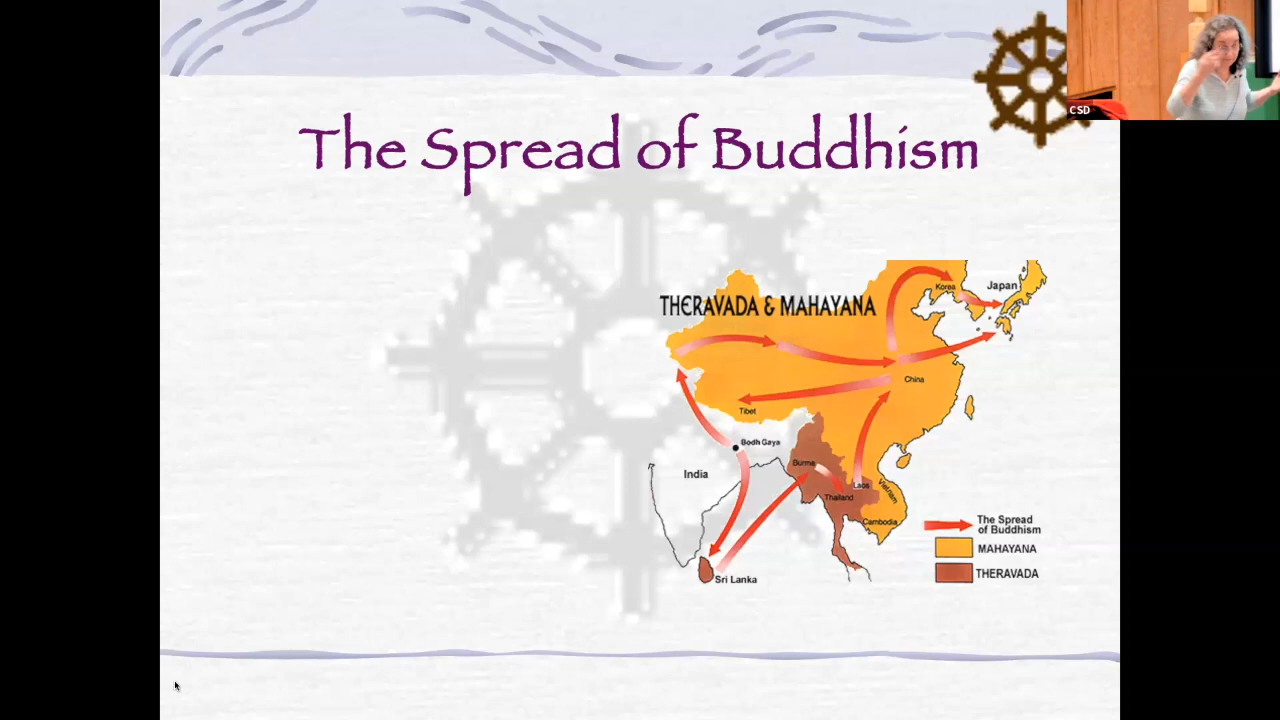 CSD
The Spread of Buddhism
THERAVADA & MAHAYANA
Korea
Japan
China
Tibet
Bodh Gaya
India
Burma
Laos
Vietnam
Thailand
Cambodia
Sri Lanka
The Spread
of Buddhism
MAHAYANA
THERAVADA